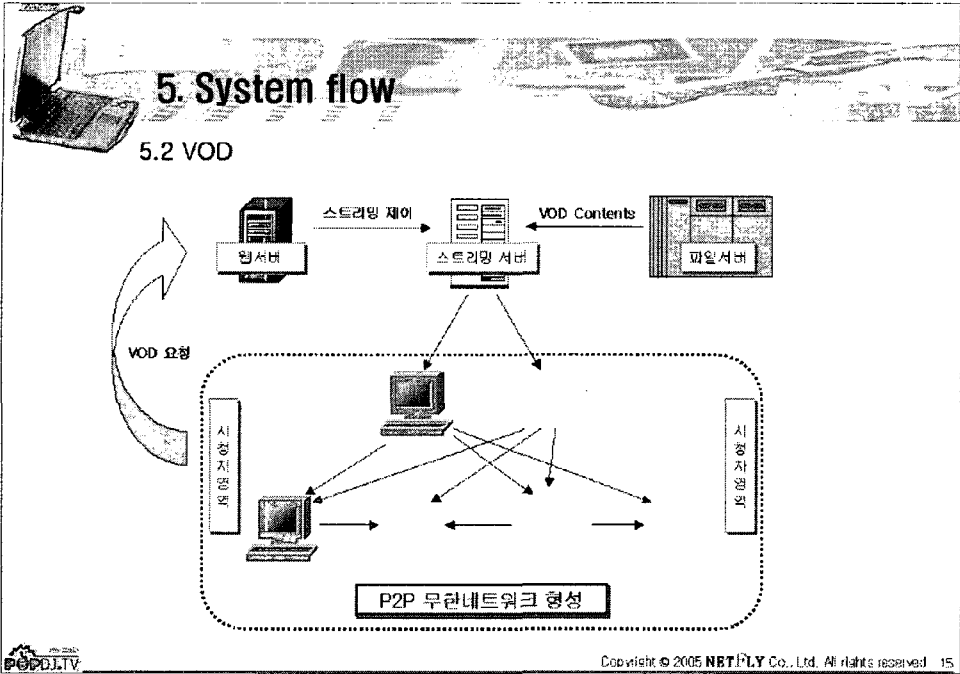 5. System flow
5.2 VOD
스트리밍 제어
VOD Contents
웹서버
스트리밍 서버
파일서버
VOD 요청
시청자영역
시청자영역
P2P 무한네트워크 형성
POPDJ.TV
Copyright © 2005 NETFLY Co., Ltd. All rights reserved 15